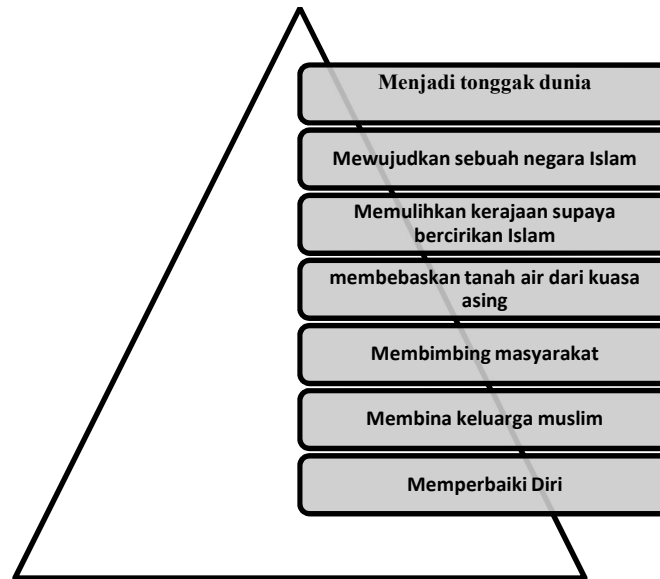 Menjadi tonggak dunia
Mewujudkan sebuah negara Islam
Memulihkan kerajaan supaya
bercirikan Islam
membebaskan tanah air dari kuasa
asing
Membimbing masyarakat
Membina keluarga muslim
Memperbaiki Diri